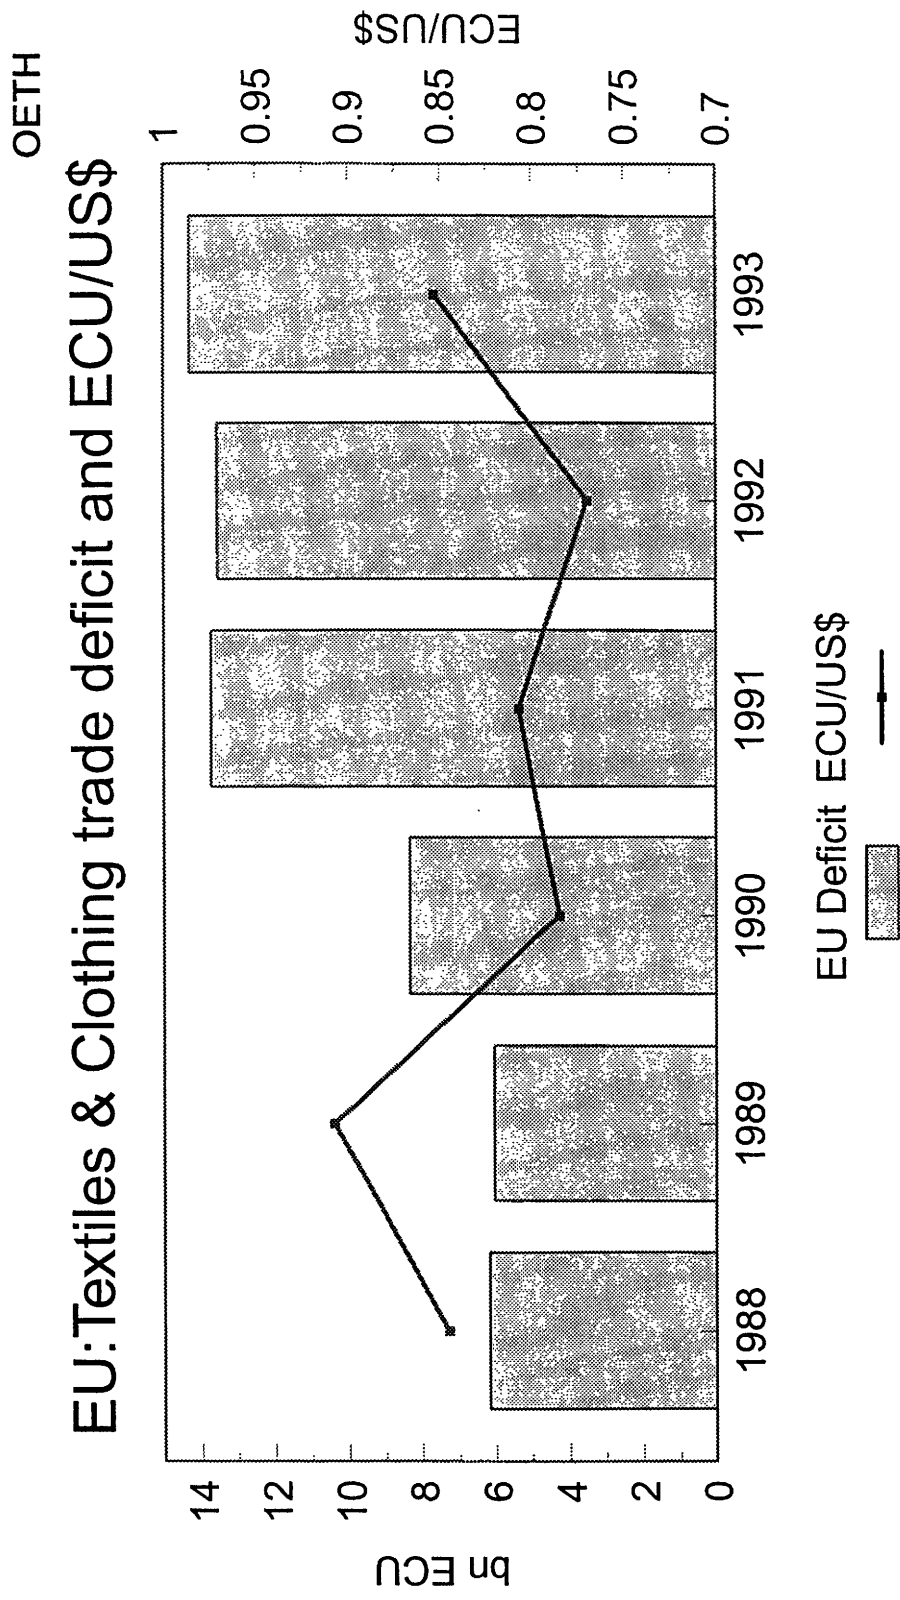 OETH
EU:Textiles & Clothing trade deficit and ECU/US$
bn ECU
14
12
10
8
6
4
2
0
ECU/US$
1
0.95
0.9
0.85
0.8
0.75
0.7
1988 1989 1990 1991 1992 1993
EU Deficit ECU/US$